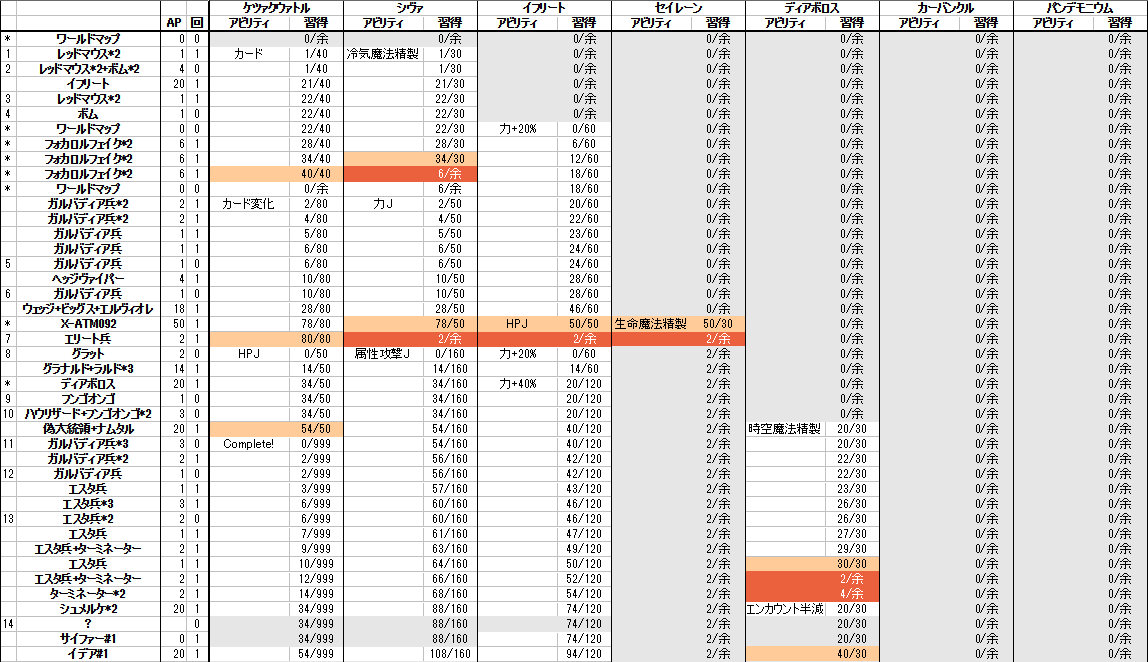 ケツァクウァトル シヴァ イフリート セイレーン ディアボロス カーバンクル パンデモニウム
AP 回 アビリティ 習得 アビリティ 習得 アビリティ 習得 アビリティ 習得 アビリティ 習得 アビリティ 習得 アビリティ 習得
* ワールドマップ 0 0 0/余 0/余 0/余 0/余 0/余 0/余 0/余
1 レッドマウス*2 1 1 カード 1/40 冷気魔法精製 1/30 0/余 0/余 0/余 0/余 0/余
2 レッドマウス*2+ボム*2 4 0 1/40 1/30 0/余 0/余 0/余 0/余 0/余
イフリート 20 1 21/40 21/30 0/余 0/余 0/余 0/余 0/余
3 レッドマウス*2 1 1 22/40 22/30 0/余 0/余 0/余 0/余 0/余
4 ボム 1 0 22/40 22/30 0/余 0/余 0/余 0/余 0/余
* ワールドマップ 0 0 22/40 22/30 力+20% 0/60 0/余 0/余 0/余 0/余
* フォカロルフェイク*2 6 1 28/40 28/30 6/60 0/余 0/余 0/余 0/余
* フォカロルフェイク*2 6 1 34/40 34/30 12/60 0/余 0/余 0/余 0/余
* フォカロルフェイク*2 6 1 40/40 6/余 18/60 0/余 0/余 0/余 0/余
* ワールドマップ 0 0 0/余 6/余 18/60 0/余 0/余 0/余 0/余
ガルバディア兵*2 2 1 カード変化 2/80 力J 2/50 20/60 0/余 0/余 0/余 0/余
ガルバディア兵*2 2 1 4/80 4/50 22/60 0/余 0/余 0/余 0/余
ガルバディア兵 1 1 5/80 5/50 23/60 0/余 0/余 0/余 0/余
ガルバディア兵 1 1 6/80 6/50 24/60 0/余 0/余 0/余 0/余
5 ガルバディア兵 1 0 6/80 6/50 24/60 0/余 0/余 0/余 0/余
ヘッジヴァイパー 4 1 10/80 10/50 28/60 0/余 0/余 0/余 0/余
6 ガルバディア兵 1 0 10/80 10/50 28/60 0/余 0/余 0/余 0/余
ウェッジ+ビッグス+エルヴィオレ 18 1 28/80 28/50 46/60 0/余 0/余 0/余 0/余
* X-ATM092 50 1 78/80 78/50 HPJ 50/50 生命魔法精製 50/30 0/余 0/余 0/余
7 エリート兵 2 1 80/80 2/余 2/余 2/余 0/余 0/余 0/余
8 グラット 2 0 HPJ 0/50 属性攻撃J 0/160 力+20% 0/60 2/余 0/余 0/余 0/余
グラナルド+ラルド*3 14 1 14/50 14/160 14/60 2/余 0/余 0/余 0/余
* ディアボロス 20 1 34/50 34/160 力+40% 20/120 2/余 0/余 0/余 0/余
9 フンゴオンゴ 1 0 34/50 34/160 20/120 2/余 0/余 0/余 0/余
10 ハウリザード+フンゴオンゴ*2 3 0 34/50 34/160 20/120 2/余 0/余 0/余 0/余
偽大統領+ナムタル 20 1 54/50 54/160 40/120 2/余 時空魔法精製 20/30 0/余 0/余
11 ガルバディア兵*3 3 0 Complete! 0/999 54/160 40/120 2/余 20/30 0/余 0/余
ガルバディア兵*2 2 1 2/999 56/160 42/120 2/余 22/30 0/余 0/余
12 ガルバディア兵 1 0 2/999 56/160 42/120 2/余 22/30 0/余 0/余
エスタ兵 1 1 3/999 57/160 43/120 2/余 23/30 0/余 0/余
エスタ兵*3 3 1 6/999 60/160 46/120 2/余 26/30 0/余 0/余
13 エスタ兵*2 2 0 6/999 60/160 46/120 2/余 26/30 0/余 0/余
エスタ兵 1 1 7/999 61/160 47/120 2/余 27/30 0/余 0/余
エスタ兵+ターミネーター 2 1 9/999 63/160 49/120 2/余 29/30 0/余 0/余
エスタ兵 1 1 10/999 64/160 50/120 2/余 30/30 0/余 0/余
エスタ兵+ターミネーター 2 1 12/999 66/160 52/120 2/余 2/余 0/余 0/余
ターミネーター*2 2 1 14/999 68/160 54/120 2/余 4/余 0/余 0/余
シュメルケ*2 20 1 34/999 88/160 74/120 2/余 エンカウント半減 20/30 0/余 0/余
14 ? 0 34/999 88/160 74/120 2/余 20/30 0/余 0/余
サイファー#1 0 1 34/999 88/160 74/120 2/余 20/30 0/余 0/余
イデア#1 20 1 54/999 108/160 94/120 2/余 40/30 0/余 0/余